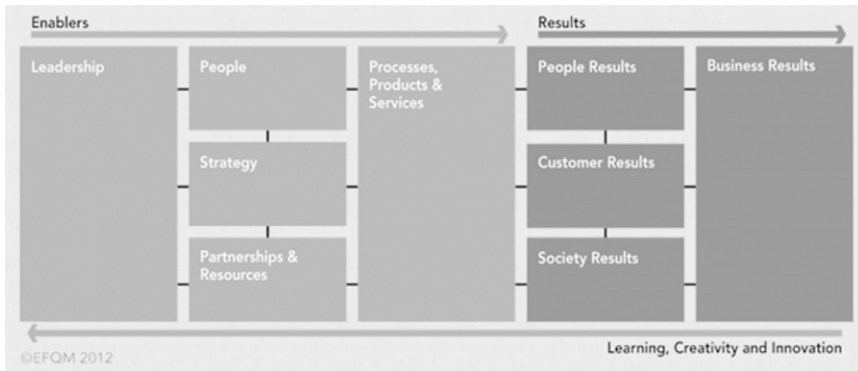 Enablers
Results
Leadership
People
Processes,
Products &
Services
People Results
Business Results
Strategy
Customer Results
Partnerships &
Resources
Society Results
Learning, Creativity and Innovation
©EFQM 2012